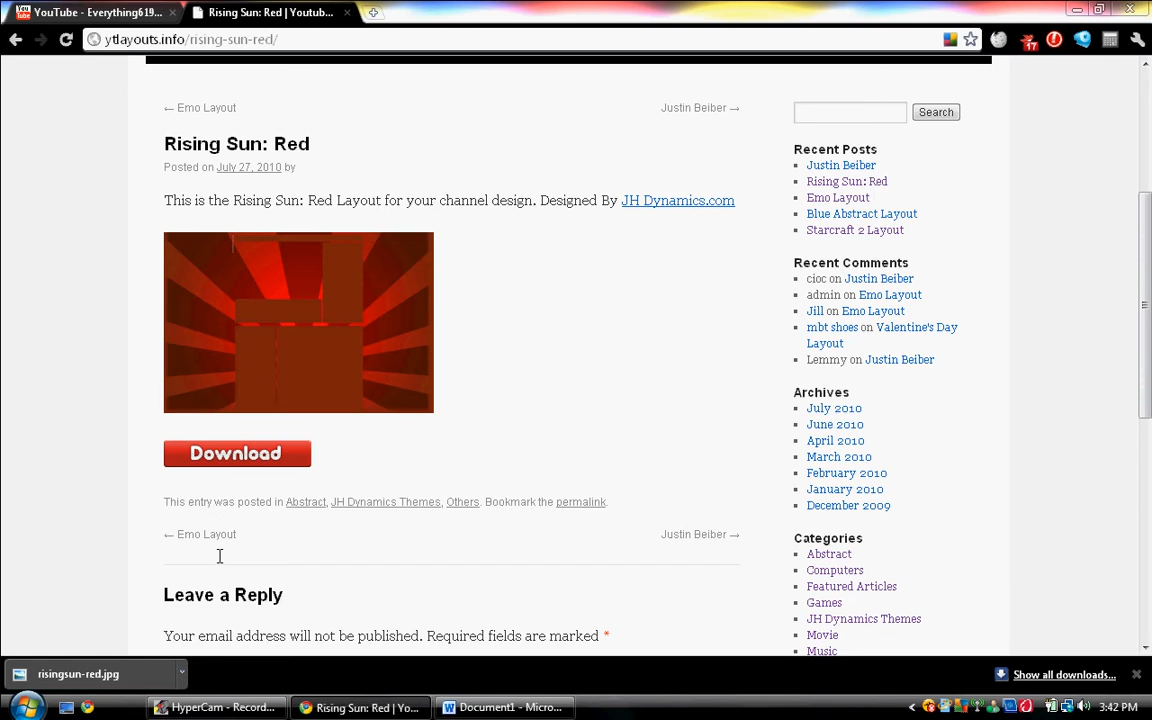 YouTube - Everything619...
Rising Sun: Red | Youtub...
ytlayouts.info/rising-sun-red/
17
← Emo Layout
Justin Beiber →
Search
Rising Sun: Red
Posted on July 27, 2010 by
This is the Rising Sun: Red Layout for your channel design. Designed By JH Dynamics.com
Download
This entry was posted in Abstract, JH Dynamics Themes, Others. Bookmark the permalink.
← Emo Layout
Justin Beiber →
Leave a Reply
Your email address will not be published. Required fields are marked *
Recent Posts
Justin Beiber
Rising Sun: Red
Emo Layout
Blue Abstract Layout
Starcraft 2 Layout
Recent Comments
cioc on Justin Beiber
admin on Emo Layout
Jill on Emo Layout
mbt shoes on Valentine's Day
Layout
Lemmy on Justin Beiber
Archives
July 2010
June 2010
April 2010
March 2010
February 2010
January 2010
December 2009
Categories
Abstract
Computers
Featured Articles
Games
JH Dynamics Themes
Movie
Music
risingsun-red.jpg
Show all downloads...
HyperCam - Record...
Rising Sun: Red | Yo...
Document1 - Micro...
3:42 PM